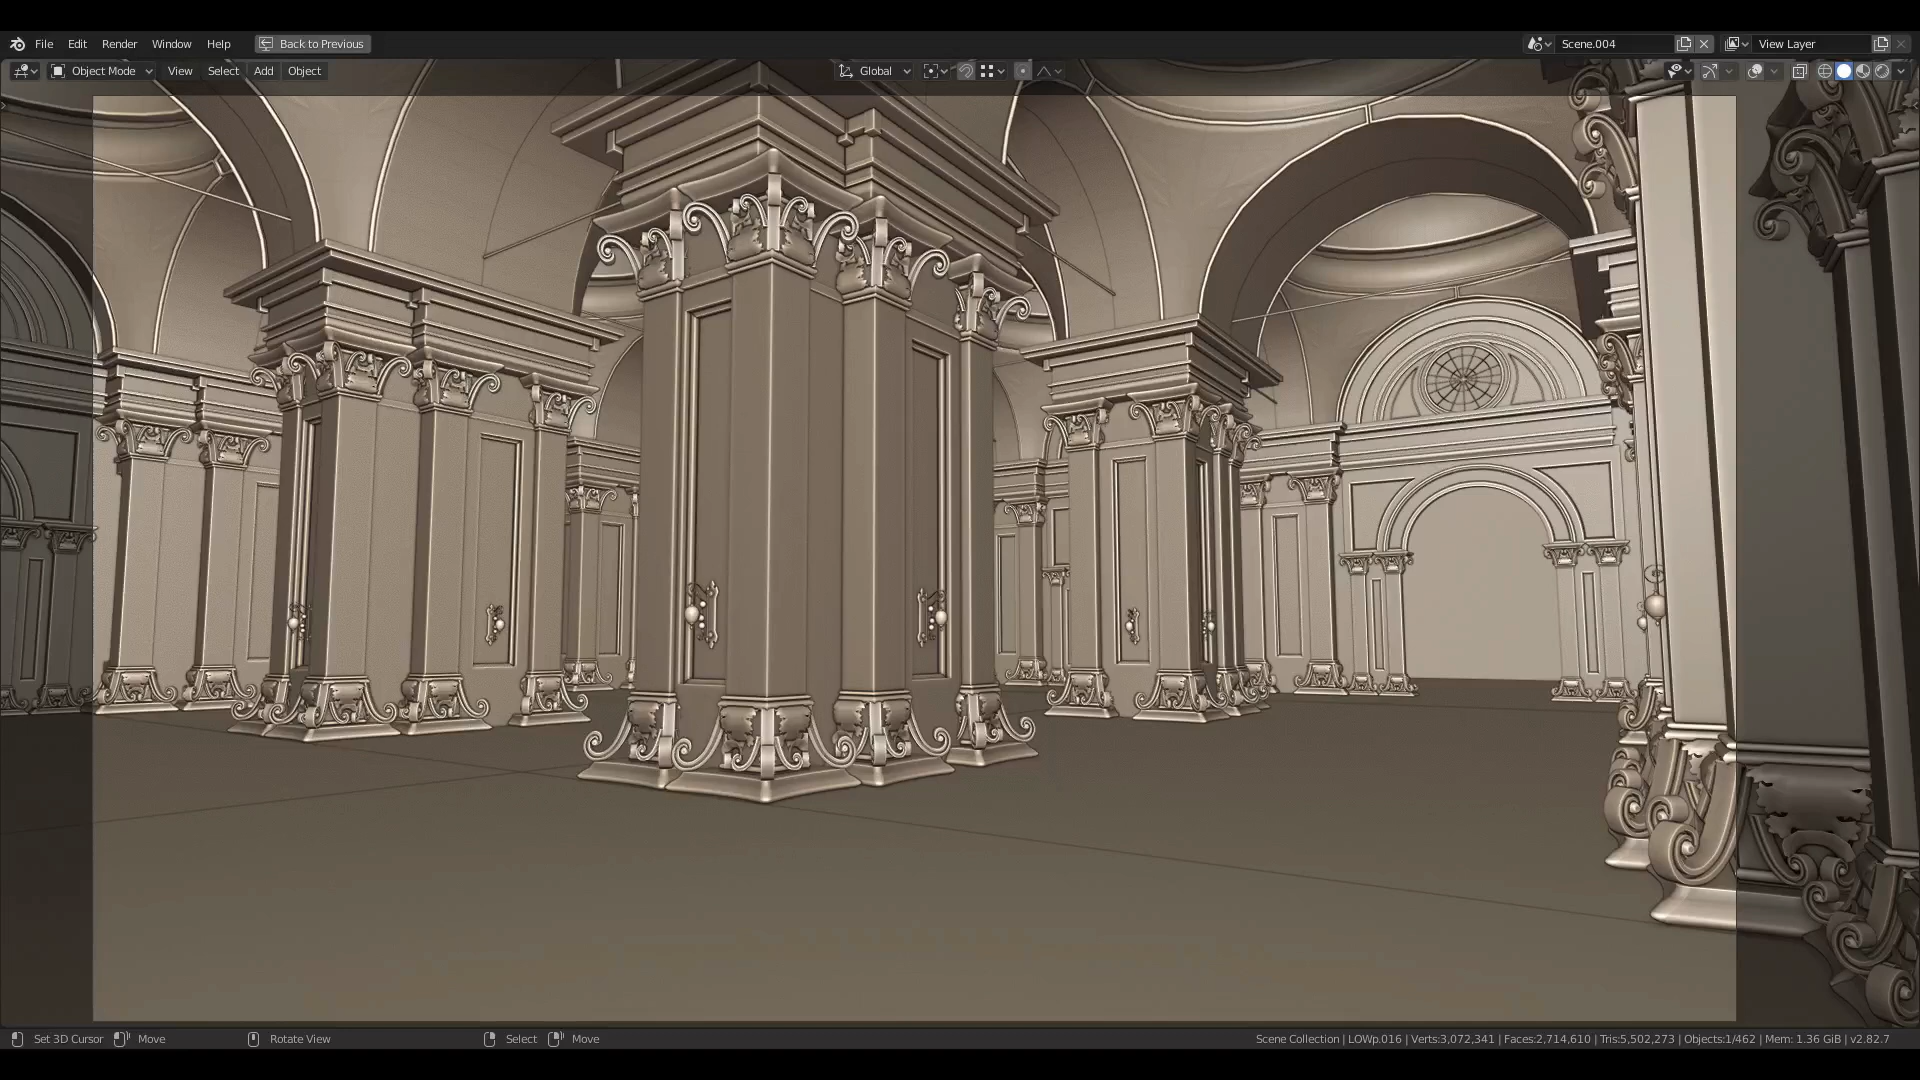 File Edit Render Window Help Back to Previous Scene.004 View Layer
Object Mode View Select Add Object Global
Set 3D Cursor Move Rotate View Select Move Scene Collection | LOWp.016 | Verts:3,072,341 | Faces:2,714,610 | Tris:5,502,273 | Objects:1/462 | Mem: 1.36 GiB | v2.82.7